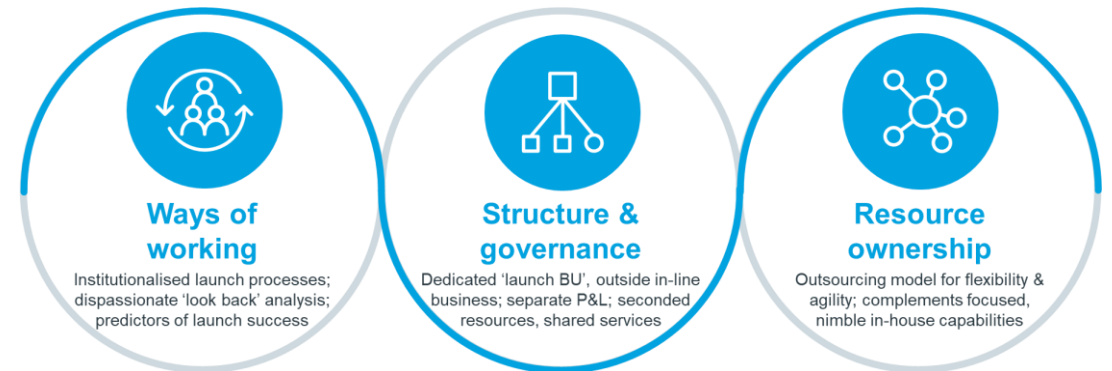 Ways of
working
Institutionalised launch processes;
dispassionate ‘look back’ analysis;
predictors of launch success
Structure &
governance
Dedicated ‘launch BU’, outside in-line
business; separate P&L; seconded
resources, shared services
Resource
ownership
Outsourcing model for flexibility &
agility; complements focused,
nimble in-house capabilities